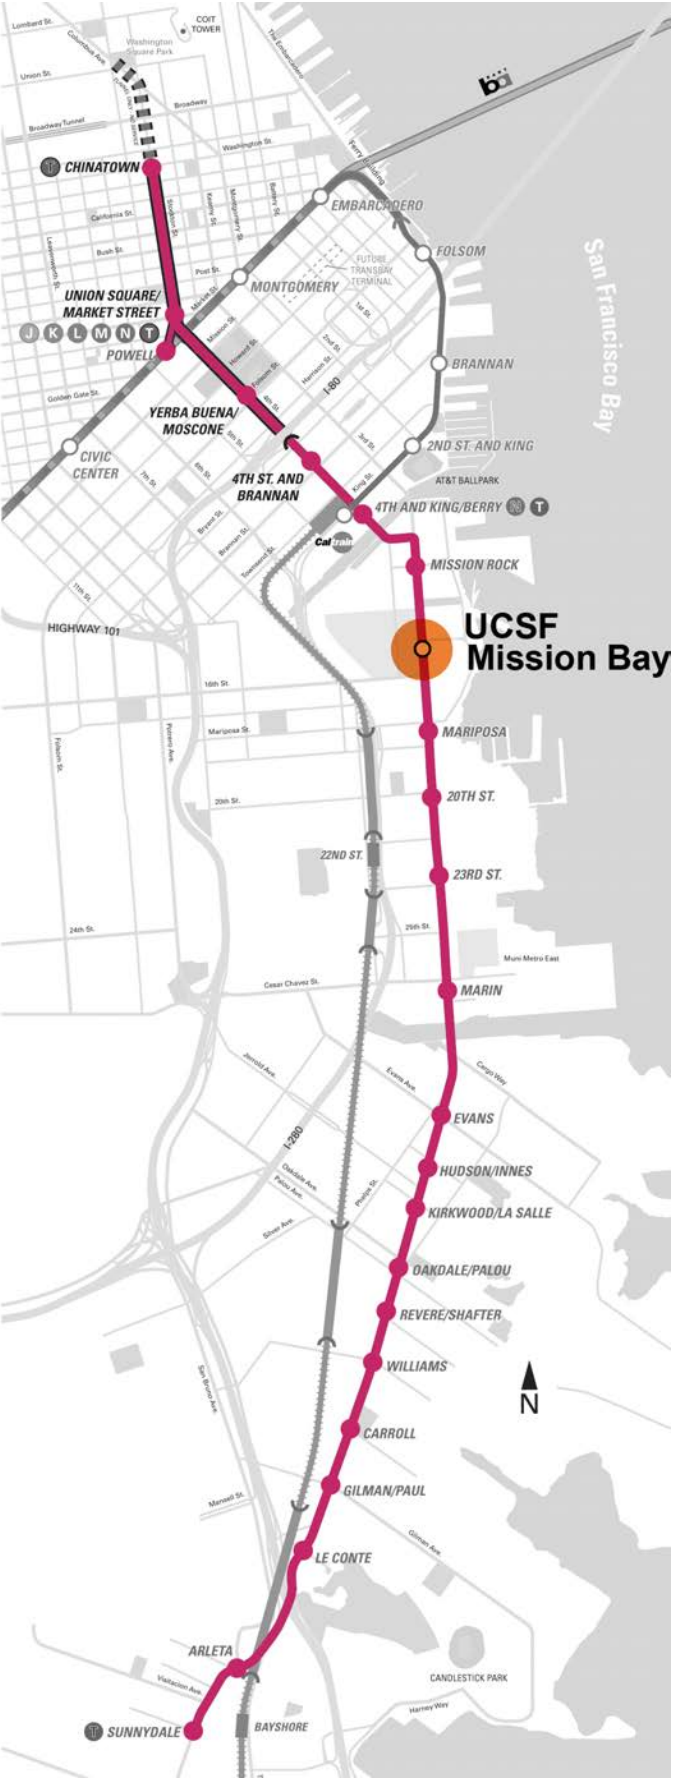 Lombard St.
COIT
TOWER
Columbus Ave.
Washington
Square Park
The Embarcadero
Union St.
Broadway
Broadway Tunnel
Washington St.
Ferry Building
BART
ba
T CHINATOWN
EMBARCADERO
California St.
Stockton St.
Kearny St.
Montgomery St.
Battery St.
Leavenworth St.
Bush St.
FOLSOM
San Francisco Bay
Post St.
FUTURE
TRANSBAY
TERMINAL
MONTGOMERY
UNION SQUARE/
MARKET STREET
Market St.
1st St.
J K L M N T
Mission St.
2nd St.
POWELL
Howard St.
BRANNAN
Folsom St.
Harrison St.
I-80
Golden Gate St.
4th St.
YERBA BUENA/
MOSCONE
5th St.
3rd St.
2ND ST. AND KING
CIVIC
CENTER
6th St.
7th St.
4TH ST. AND
BRANNAN
King St.
AT&T BALLPARK
4TH AND KING/BERRY N T
Bryant St.
Brannan St.
Caltrain
Townsend St.
MISSION ROCK
11th St.
HIGHWAY 101
UCSF
Mission Bay
16th St.
Mariposa St.
MARIPOSA
Folsom St.
Potrero Ave.
20th St.
20TH ST.
22ND ST.
23RD ST.
24th St.
25th St.
Muni Metro East
Cesar Chavez St.
MARIN
Jerrold Ave.
Evans Ave.
Cargo Way
EVANS
I-280
HUDSON/INNES
Oakdale Ave.
Palou Ave.
Phelps St.
KIRKWOOD/LA SALLE
Silver Ave.
OAKDALE/PALOU
REVERE/SHAFTER
WILLIAMS
San Bruno Ave.
N
CARROLL
GILMAN/PAUL
Mansell St.
Gilman Ave.
LE CONTE
ARLETA
CANDLESTICK PARK
Visitacion Ave.
Harney Way
T SUNNYDALE
BAYSHORE